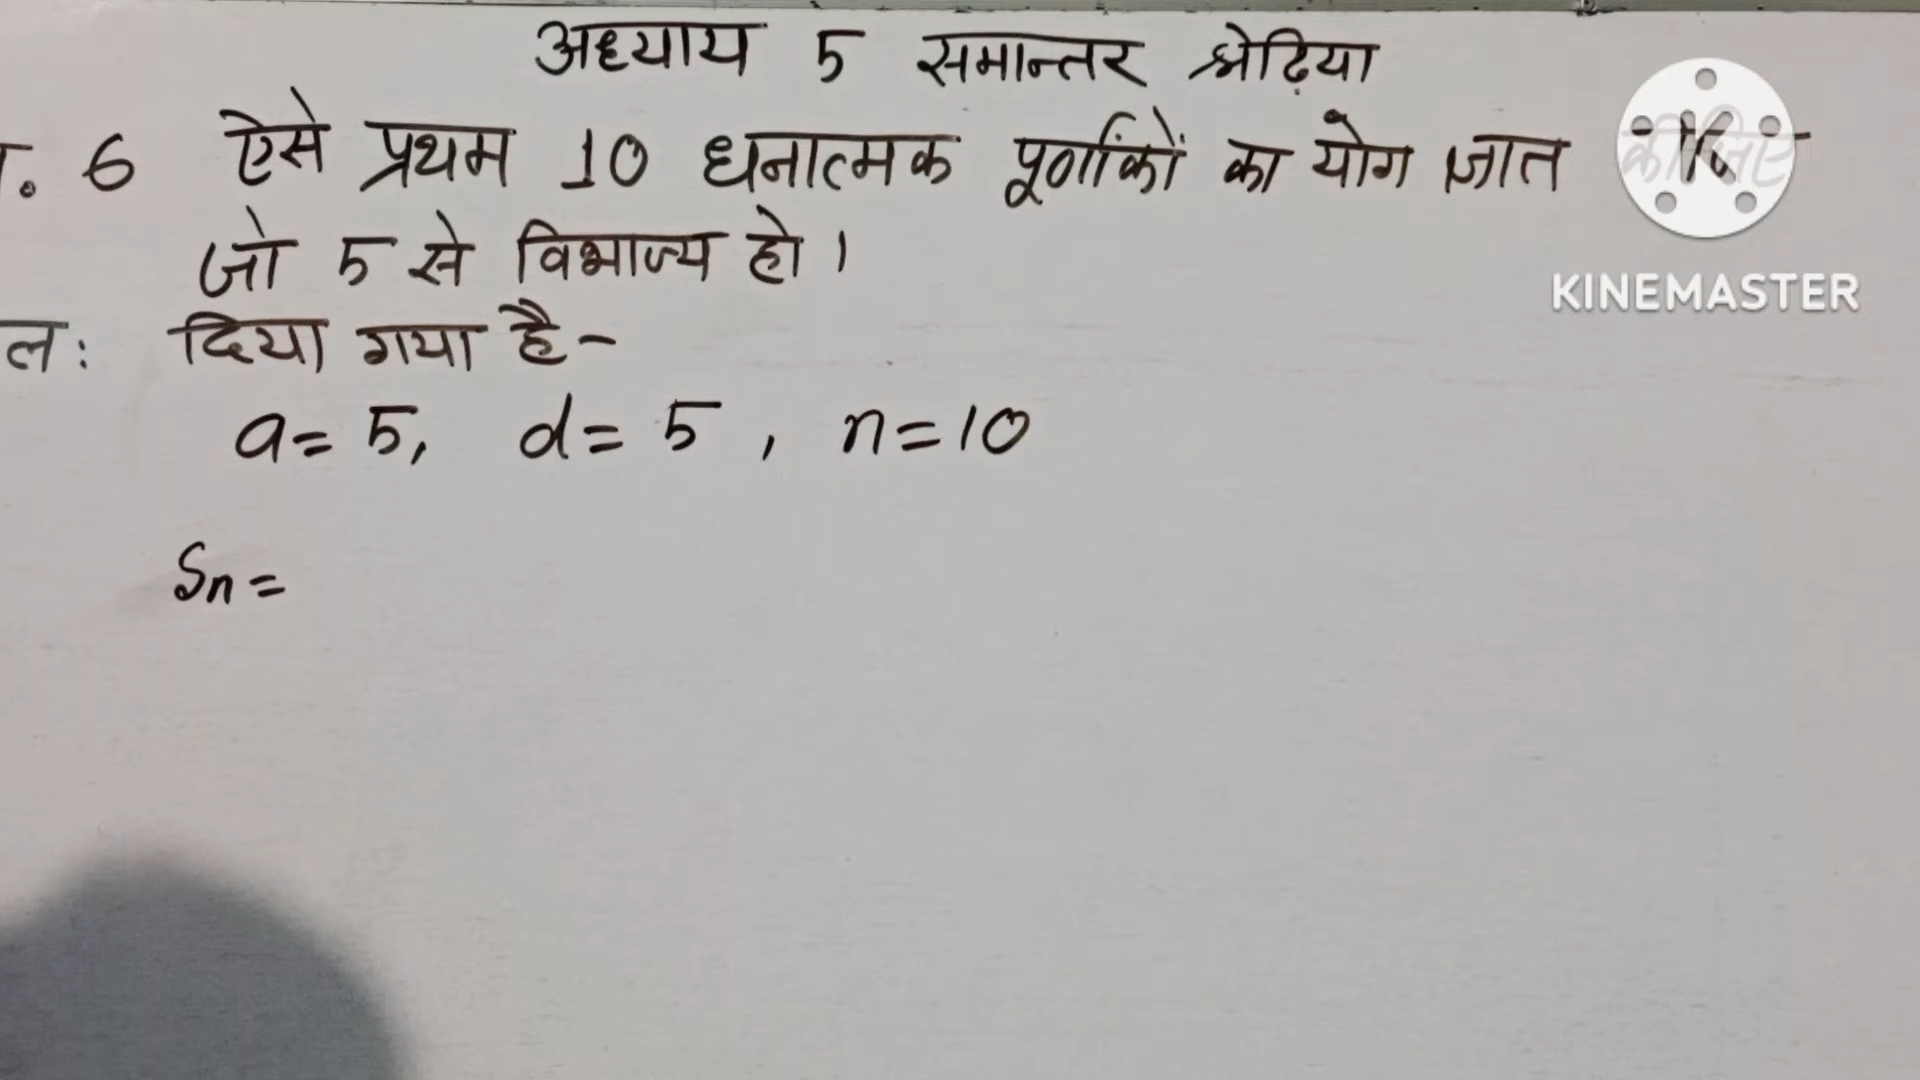 अध्याय 5 समान्तर श्रेढ़िया
6 ऐसे प्रथम 10 धनात्मक पूर्णांकों का योग ज्ञात कीजिए
जो 5 से विभाज्य हो।
दिया गया है-
a = 5, d = 5, n = 10
Sn =
KINEMASTER